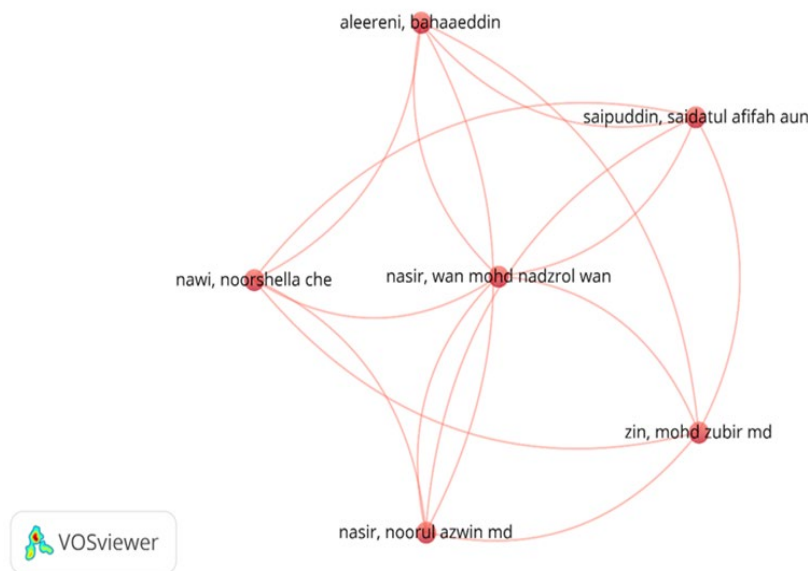 aleereni, bahaaeddin
saipuddin, saidatul afifah aun
nawi, noorshella che
nasir, wan mohd nadzrol wan
zin, mohd zubir md
nasir, noorul azwin md
VOSviewer